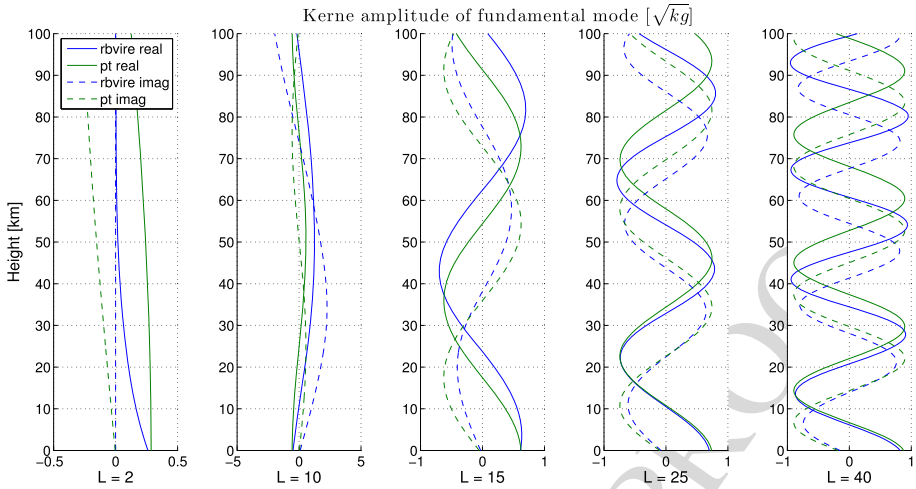 Kerne amplitude of fundamental mode [√kg]
rbvire real
pt real
rbvire imag
pt imag
Height [km]
100 90 80 70 60 50 40 30 20 10 0
100 90 80 70 60 50 40 30 20 10 0
100 90 80 70 60 50 40 30 20 10 0
100 90 80 70 60 50 40 30 20 10 0
100 90 80 70 60 50 40 30 20 10 0
−0.5 0 0.5 −5 0 5 −1 0 1 −1 0 1 −1 0 1
L = 2 L = 10 L = 15 L = 25 L = 40
PROO